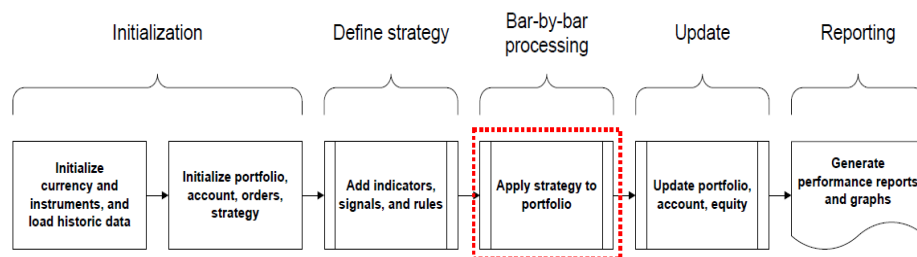 Initialization
Define strategy
Bar-by-bar
processing
Update
Reporting
Initialize
currency and
instruments, and
load historic data
Initialize portfolio,
account, orders,
strategy
Add indicators,
signals, and rules
Apply strategy to
portfolio
Update portfolio,
account, equity
Generate
performance reports
and graphs